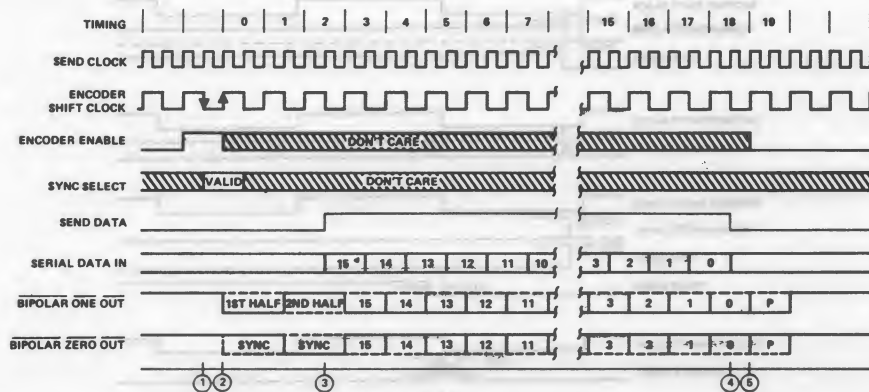 TIMING 0 1 2 3 4 5 6 7 15 16 17 18 19
SEND CLOCK
ENCODER
SHIFT CLOCK
ENCODER ENABLE DON'T CARE
SYNC SELECT VALID DON'T CARE
SEND DATA
SERIAL DATA IN 15 14 13 12 11 10 3 2 1 0
BIPOLAR ONE OUT 1ST HALF 2ND HALF 15 14 13 12 11 3 2 1 0 P
BIPOLAR ZERO OUT SYNC SYNC 15 14 13 12 11 3 3 1 0 P
1 2 3 4 5